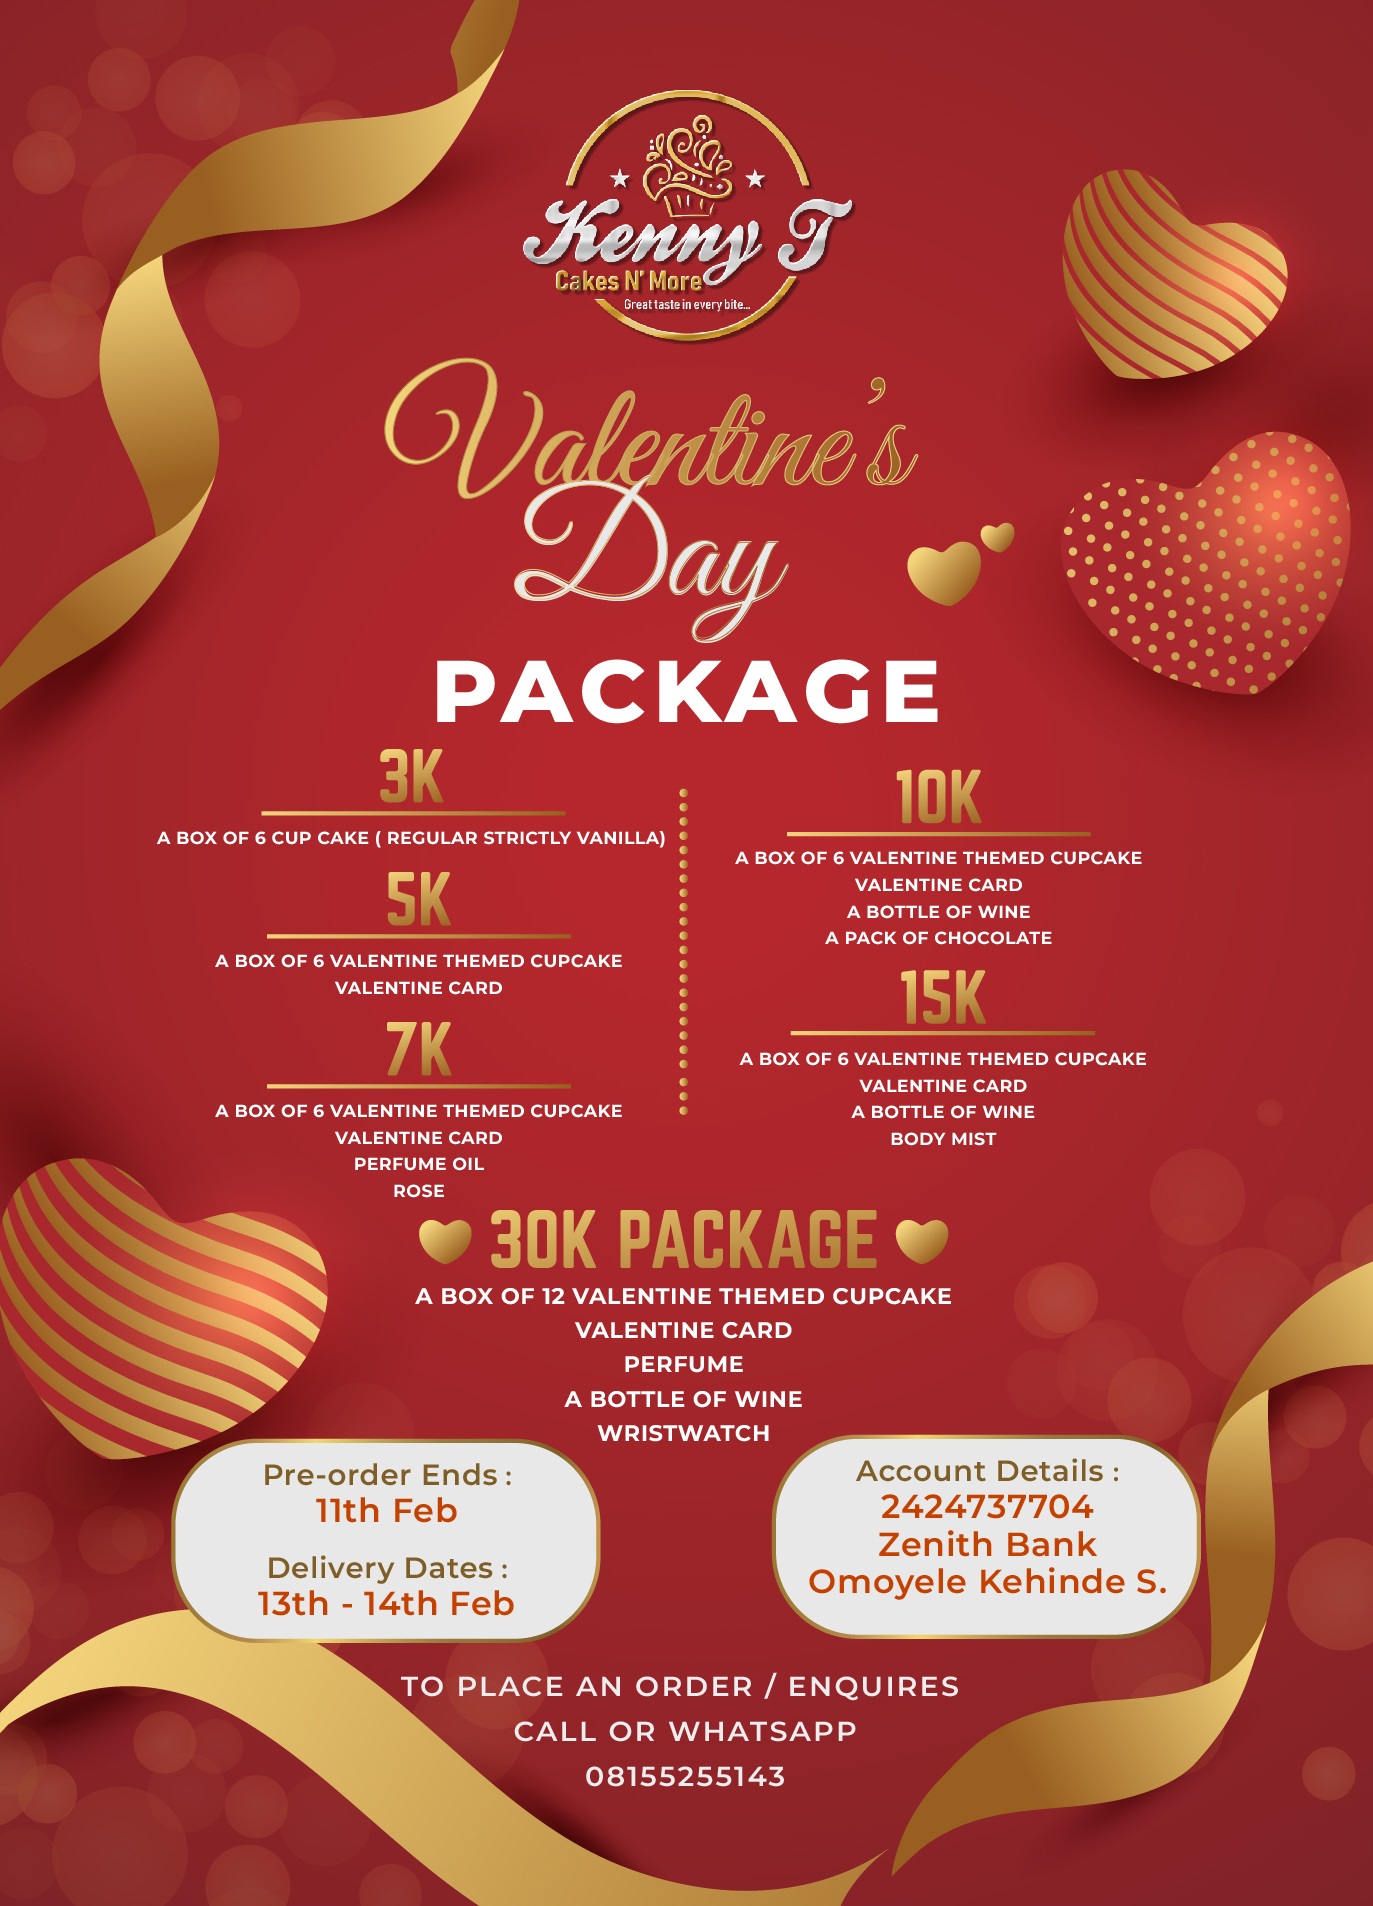 Kenny T
Cakes N' More
Great taste in every bite...
Valentine's
Day
PACKAGE
3K
A BOX OF 6 CUP CAKE ( REGULAR STRICTLY VANILLA)
5K
A BOX OF 6 VALENTINE THEMED CUPCAKE
VALENTINE CARD
7K
A BOX OF 6 VALENTINE THEMED CUPCAKE
VALENTINE CARD
PERFUME OIL
ROSE
10K
A BOX OF 6 VALENTINE THEMED CUPCAKE
VALENTINE CARD
A BOTTLE OF WINE
A PACK OF CHOCOLATE
15K
A BOX OF 6 VALENTINE THEMED CUPCAKE
VALENTINE CARD
A BOTTLE OF WINE
BODY MIST
30K PACKAGE
A BOX OF 12 VALENTINE THEMED CUPCAKE
VALENTINE CARD
PERFUME
A BOTTLE OF WINE
WRISTWATCH
Pre-order Ends :
11th Feb
Delivery Dates :
13th - 14th Feb
Account Details :
2424737704
Zenith Bank
Omoyele Kehinde S.
TO PLACE AN ORDER / ENQUIRES
CALL OR WHATSAPP
08155255143